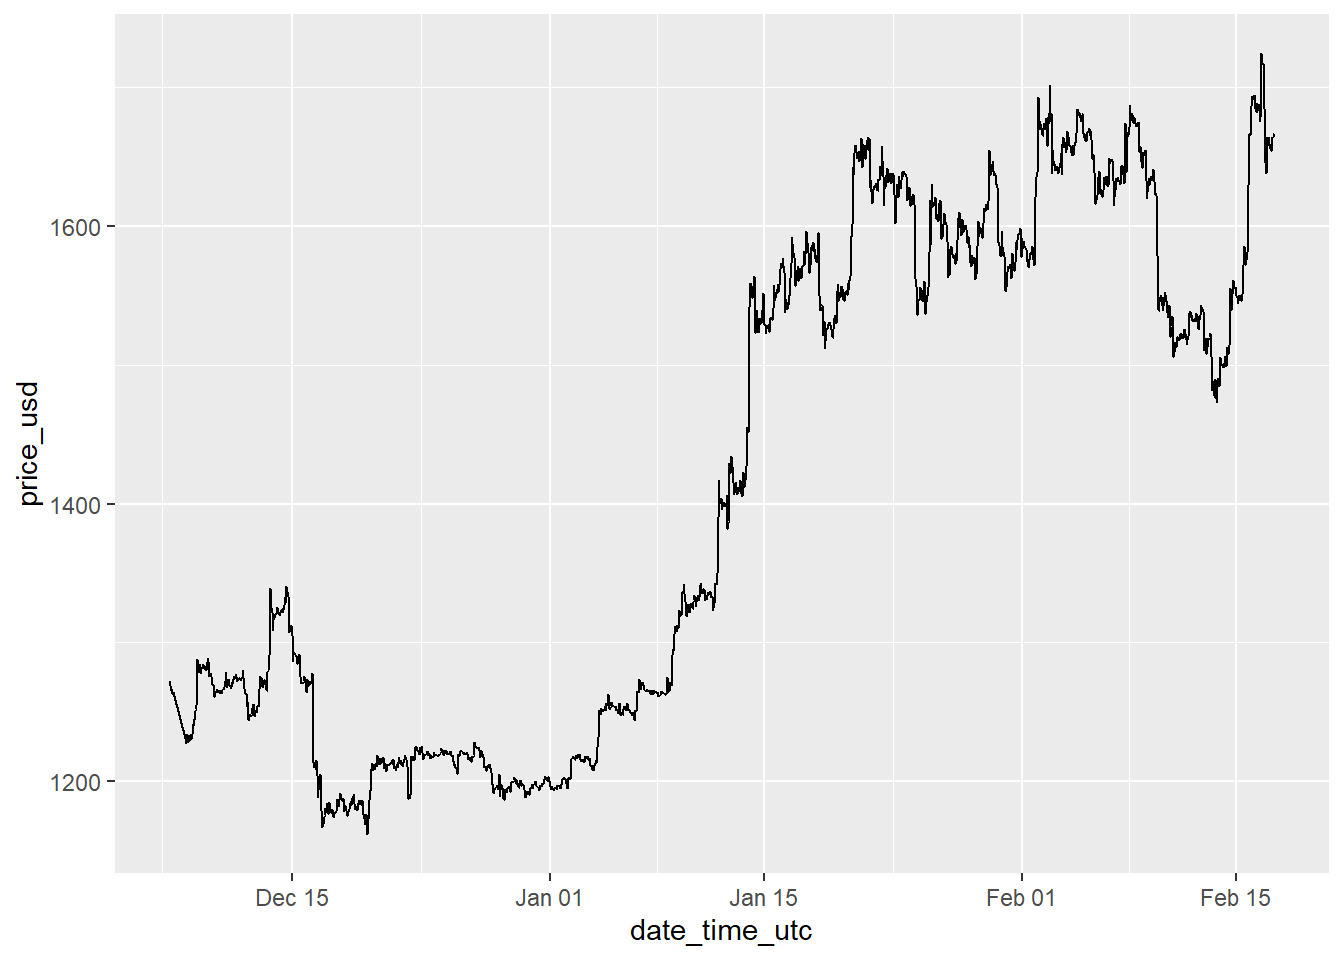 price_usd
1600
1400
1200
Dec 15
Jan 01
Jan 15
Feb 01
Feb 15
date_time_utc